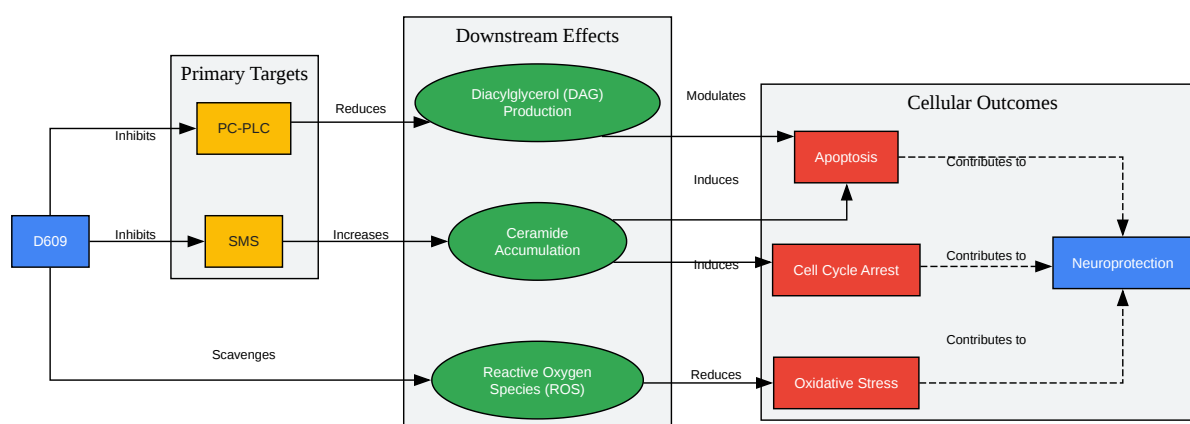 Downstream Effects
Primary Targets
Diacylglycerol (DAG)
Production
Modulates
Cellular Outcomes
Reduces
PC-PLC
Inhibits
Apoptosis
Contributes to
Induces
D609
Inhibits
SMS
Increases
Ceramide
Accumulation
Induces
Cell Cycle Arrest
Contributes to
Neuroprotection
Scavenges
Reactive Oxygen
Species (ROS)
Reduces
Oxidative Stress
Contributes to